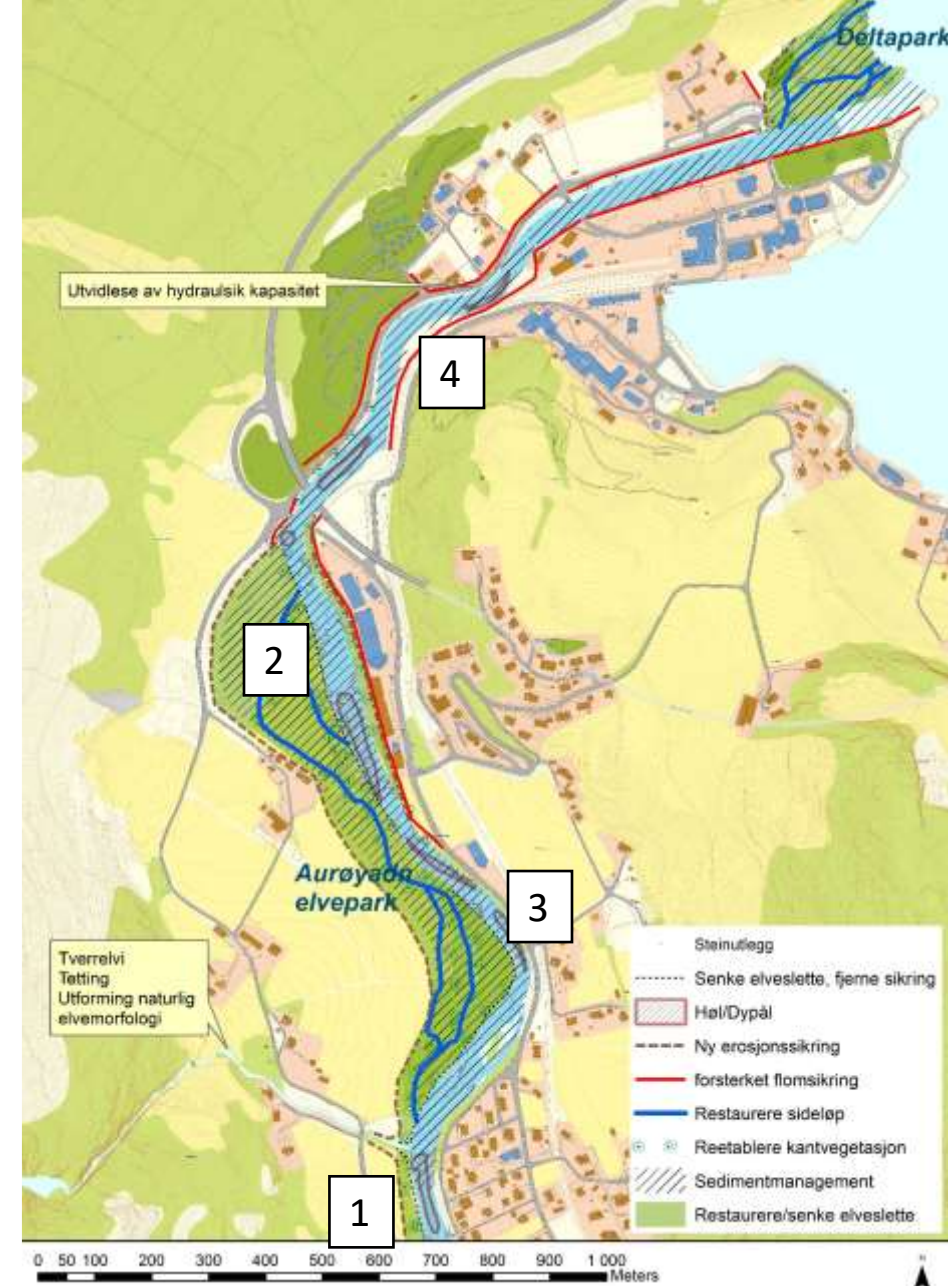 Deltapark
Utvidlese av hydraulsik kapasitet
4
2
Aurøyadn
elvepark
3
Tverrelvi
Tetting
Utforming naturlig
elvemorfologi
1
Steinutlegg
Senke elveslette, fjerne sikring
Høl/Dypål
Ny erosjonssikring
forsterket flomsikring
Restaurere sideløp
Reetablere kantvegetasjon
Sedimentmanagement
Restaurere/senke elveslette
0 50 100 200 300 400 500 600 700 800 900 1 000
Meters
N